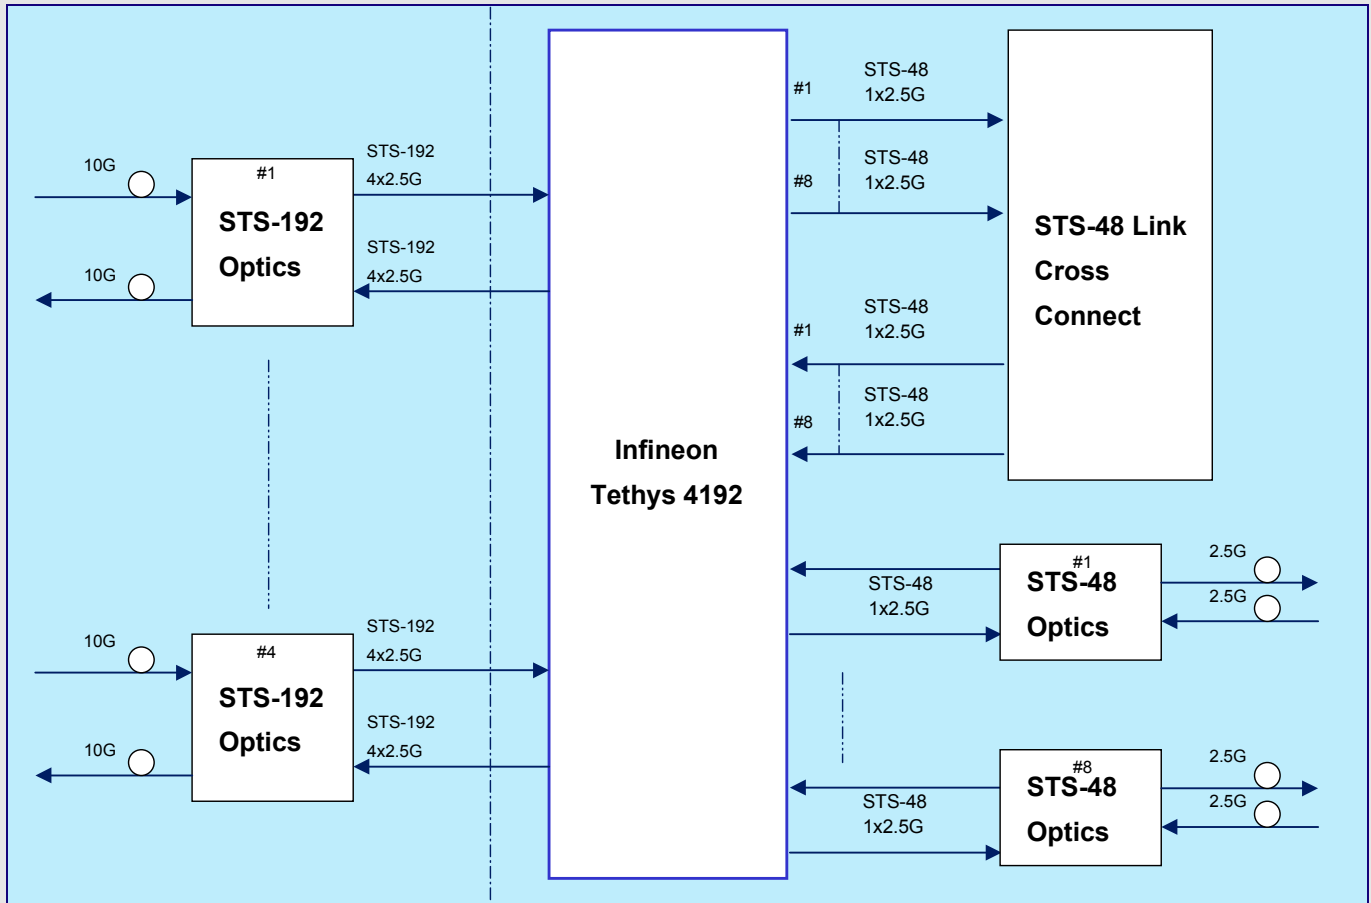 10G
#1
STS-192
Optics
10G
STS-192
4x2.5G
STS-192
4x2.5G
10G
#4
STS-192
Optics
10G
STS-192
4x2.5G
STS-192
4x2.5G
Infineon
Tethys 4192
#1
STS-48
1x2.5G
#8
STS-48
1x2.5G
#1
STS-48
1x2.5G
#8
STS-48
1x2.5G
STS-48 Link
Cross
Connect
STS-48
1x2.5G
#1
STS-48
Optics
2.5G
2.5G
STS-48
1x2.5G
#8
STS-48
Optics
2.5G
2.5G